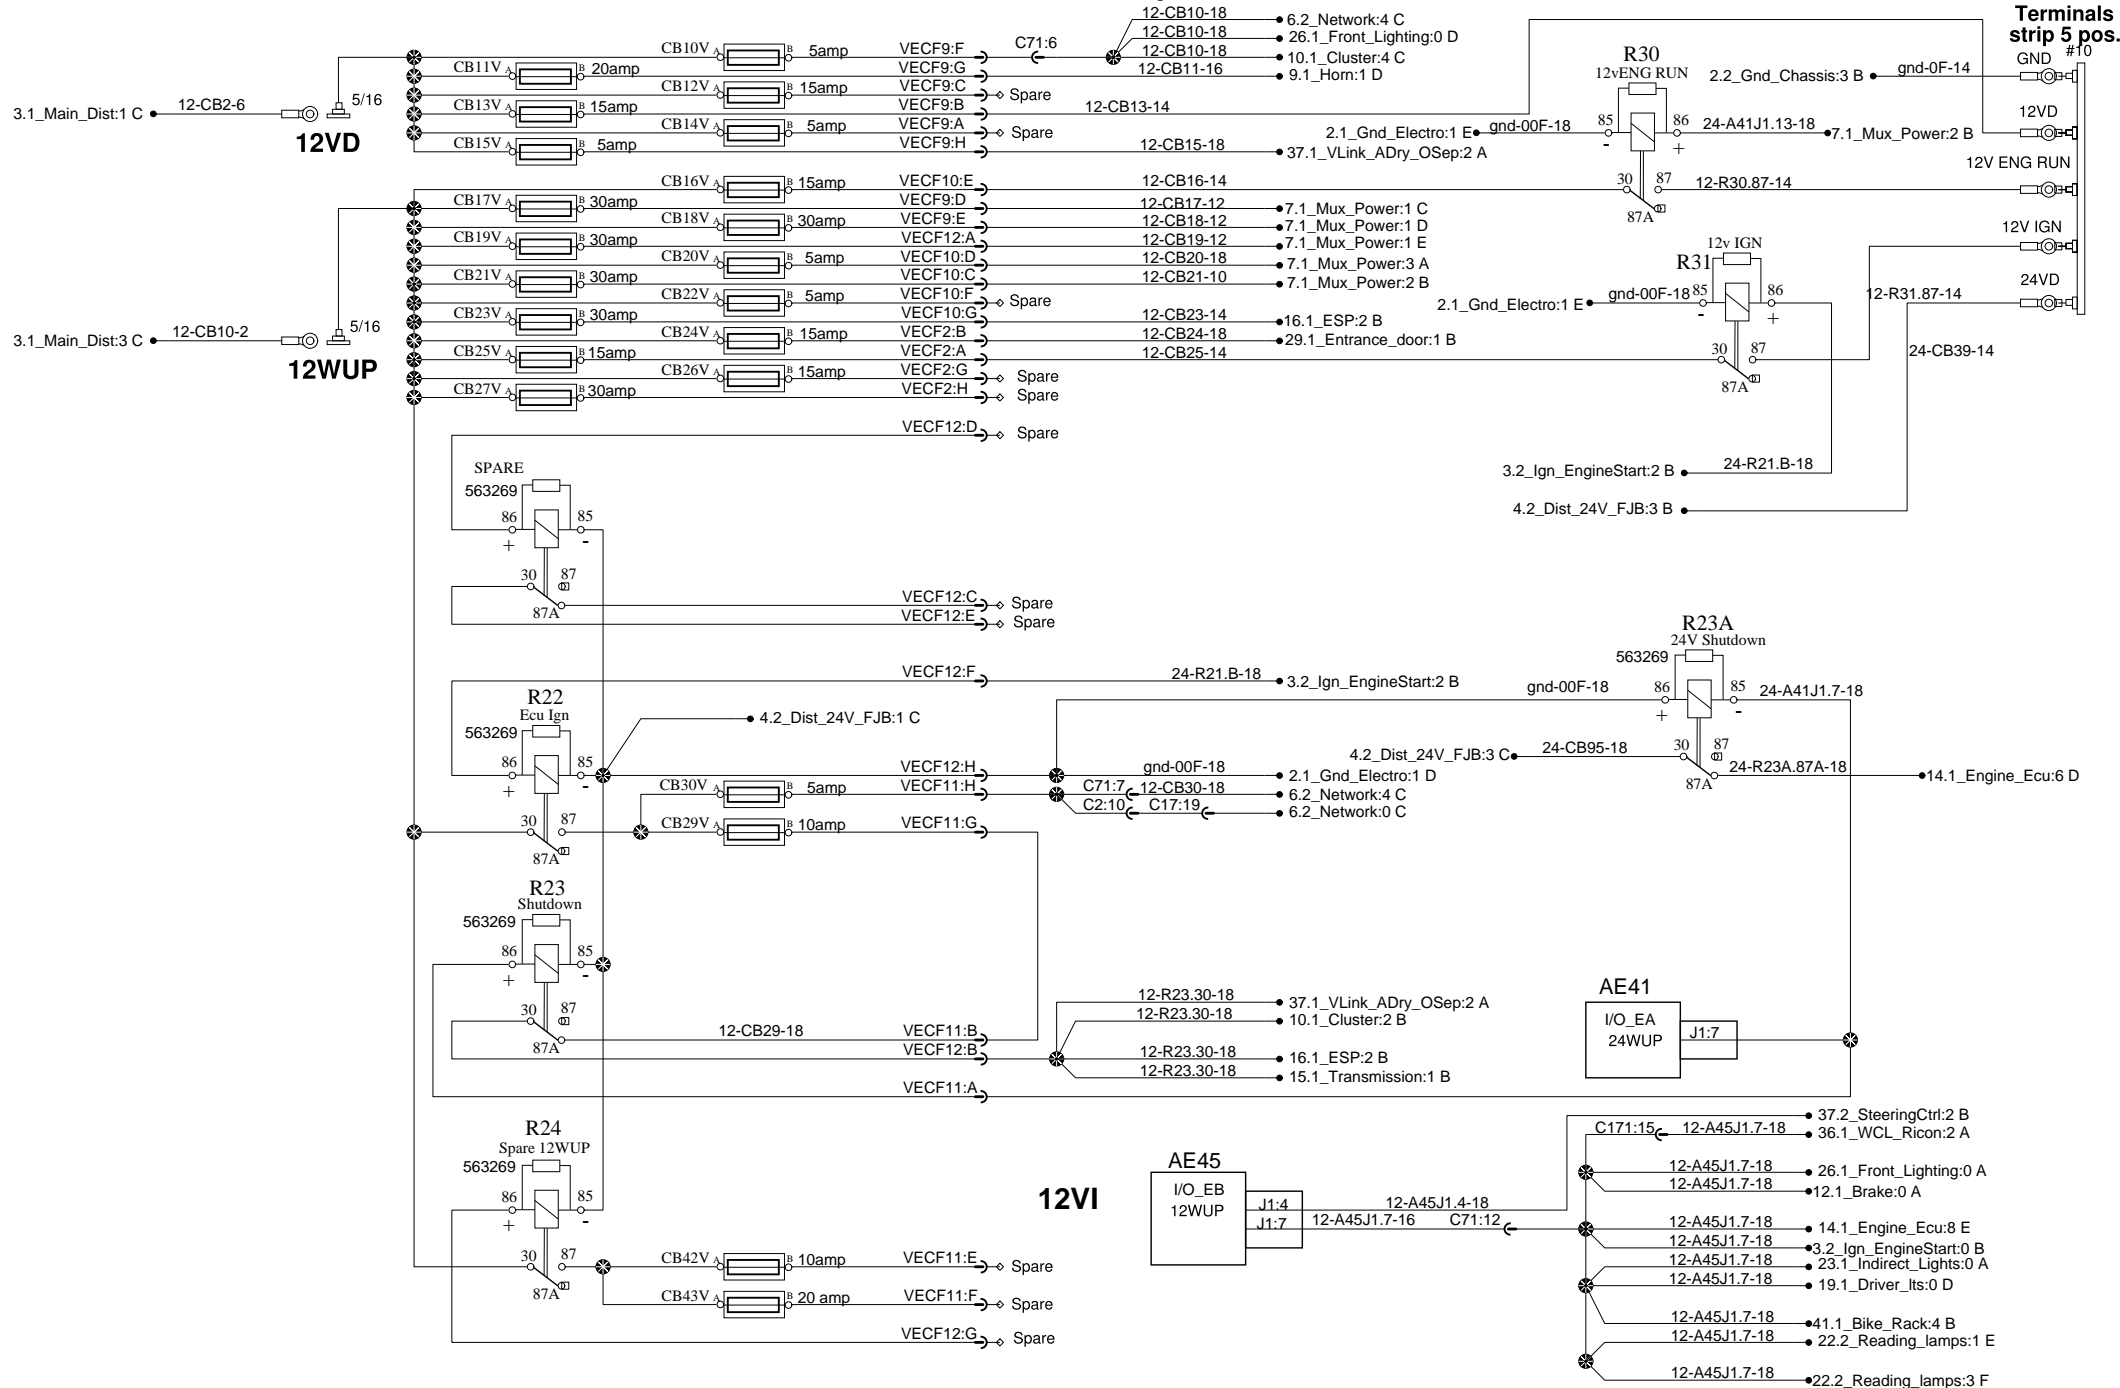 12-CB10-18
6.2_Network:4 C
12-CB10-18
26.1_Front_Lighting:0 D
CB10V A B 5amp VECF9:F C71:6 12-CB10-18 10.1_Cluster:4 C
CB11V A B 20amp VECF9:G 12-CB11-16 9.1_Horn:1 D
CB12V A B 15amp VECF9:C Spare
CB13V A B 15amp VECF9:B 12-CB13-14
CB14V A B 5amp VECF9:A Spare
CB15V A B 5amp VECF9:H 12-CB15-18 37.1_VLink_ADry_OSep:2 A
3.1_Main_Dist:1 C 12-CB2-6 5/16
12VD
CB16V A B 15amp VECF10:E 12-CB16-14
CB17V A B 30amp VECF9:D 12-CB17-12 7.1_Mux_Power:1 C
CB18V A B 30amp VECF9:E 12-CB18-12 7.1_Mux_Power:1 D
CB19V A B 30amp VECF12:A 12-CB19-12 7.1_Mux_Power:1 E
CB20V A B 5amp VECF10:D 12-CB20-18 7.1_Mux_Power:3 A
CB21V A B 30amp VECF10:C 12-CB21-10 7.1_Mux_Power:2 B
CB22V A B 5amp VECF10:F Spare
CB23V A B 30amp VECF10:G 12-CB23-14 16.1_ESP:2 B
CB24V A B 15amp VECF2:B 12-CB24-18 29.1_Entrance_door:1 B
CB25V A B 15amp VECF2:A 12-CB25-14
CB26V A B 15amp VECF2:G Spare
CB27V A B 30amp VECF2:H Spare
3.1_Main_Dist:3 C 12-CB10-2 5/16
12WUP
Terminals
strip 5 pos.
#10
GND
2.2_Gnd_Chassis:3 B gnd-0F-14
12VD
12V ENG RUN
12V IGN
24VD
R30
12vENG RUN
2.1_Gnd_Electro:1 E gnd-00F-18 85 86 24-A41J1.13-18 7.1_Mux_Power:2 B
- +
30 87 12-R30.87-14
87A
12v IGN
R31
2.1_Gnd_Electro:1 E gnd-00F-18 85 86 12-R31.87-14
- +
30 87
87A
24-CB39-14
3.2_Ign_EngineStart:2 B 24-R21.B-18
4.2_Dist_24V_FJB:3 B
VECF12:D Spare
SPARE
563269
86 85
+ -
30 87
87A
VECF12:C Spare
VECF12:E Spare
VECF12:F 24-R21.B-18 3.2_Ign_EngineStart:2 B
R22
Ecu Ign
563269
86 85
+ -
30 87
87A
4.2_Dist_24V_FJB:1 C
VECF12:H gnd-00F-18 2.1_Gnd_Electro:1 D
CB30V A B 5amp VECF11:H C71:7 12-CB30-18 6.2_Network:4 C
C2:10 C17:19 6.2_Network:0 C
CB29V A B 10amp VECF11:G
R23A
24V Shutdown
563269
gnd-00F-18 86 85 24-A41J1.7-18
+ -
4.2_Dist_24V_FJB:3 C 24-CB95-18 30 87
87A 24-R23A.87A-18 14.1_Engine_Ecu:6 D
R23
Shutdown
563269
86 85
+ -
30 87
87A
12-CB29-18 VECF11:B
VECF12:B
VECF11:A
12-R23.30-18 37.1_VLink_ADry_OSep:2 A
12-R23.30-18 10.1_Cluster:2 B
12-R23.30-18 16.1_ESP:2 B
12-R23.30-18 15.1_Transmission:1 B
AE41
I/O_EA
24WUP
J1:7
R24
Spare 12WUP
563269
86 85
+ -
30 87
87A
CB42V A B 10amp VECF11:E Spare
CB43V A B 20 amp VECF11:F Spare
VECF12:G Spare
12VI
AE45
I/O_EB
12WUP
J1:4 12-A45J1.4-18
J1:7 12-A45J1.7-16 C71:12
37.2_SteeringCtrl:2 B
C171:15 12-A45J1.7-18 36.1_WCL_Ricon:2 A
12-A45J1.7-18 26.1_Front_Lighting:0 A
12-A45J1.7-18 12.1_Brake:0 A
12-A45J1.7-18 14.1_Engine_Ecu:8 E
12-A45J1.7-18 3.2_Ign_EngineStart:0 B
12-A45J1.7-18 23.1_Indirect_Lights:0 A
12-A45J1.7-18 19.1_Driver_lts:0 D
12-A45J1.7-18 41.1_Bike_Rack:4 B
12-A45J1.7-18 22.2_Reading_lamps:1 E
12-A45J1.7-18 22.2_Reading_lamps:3 F